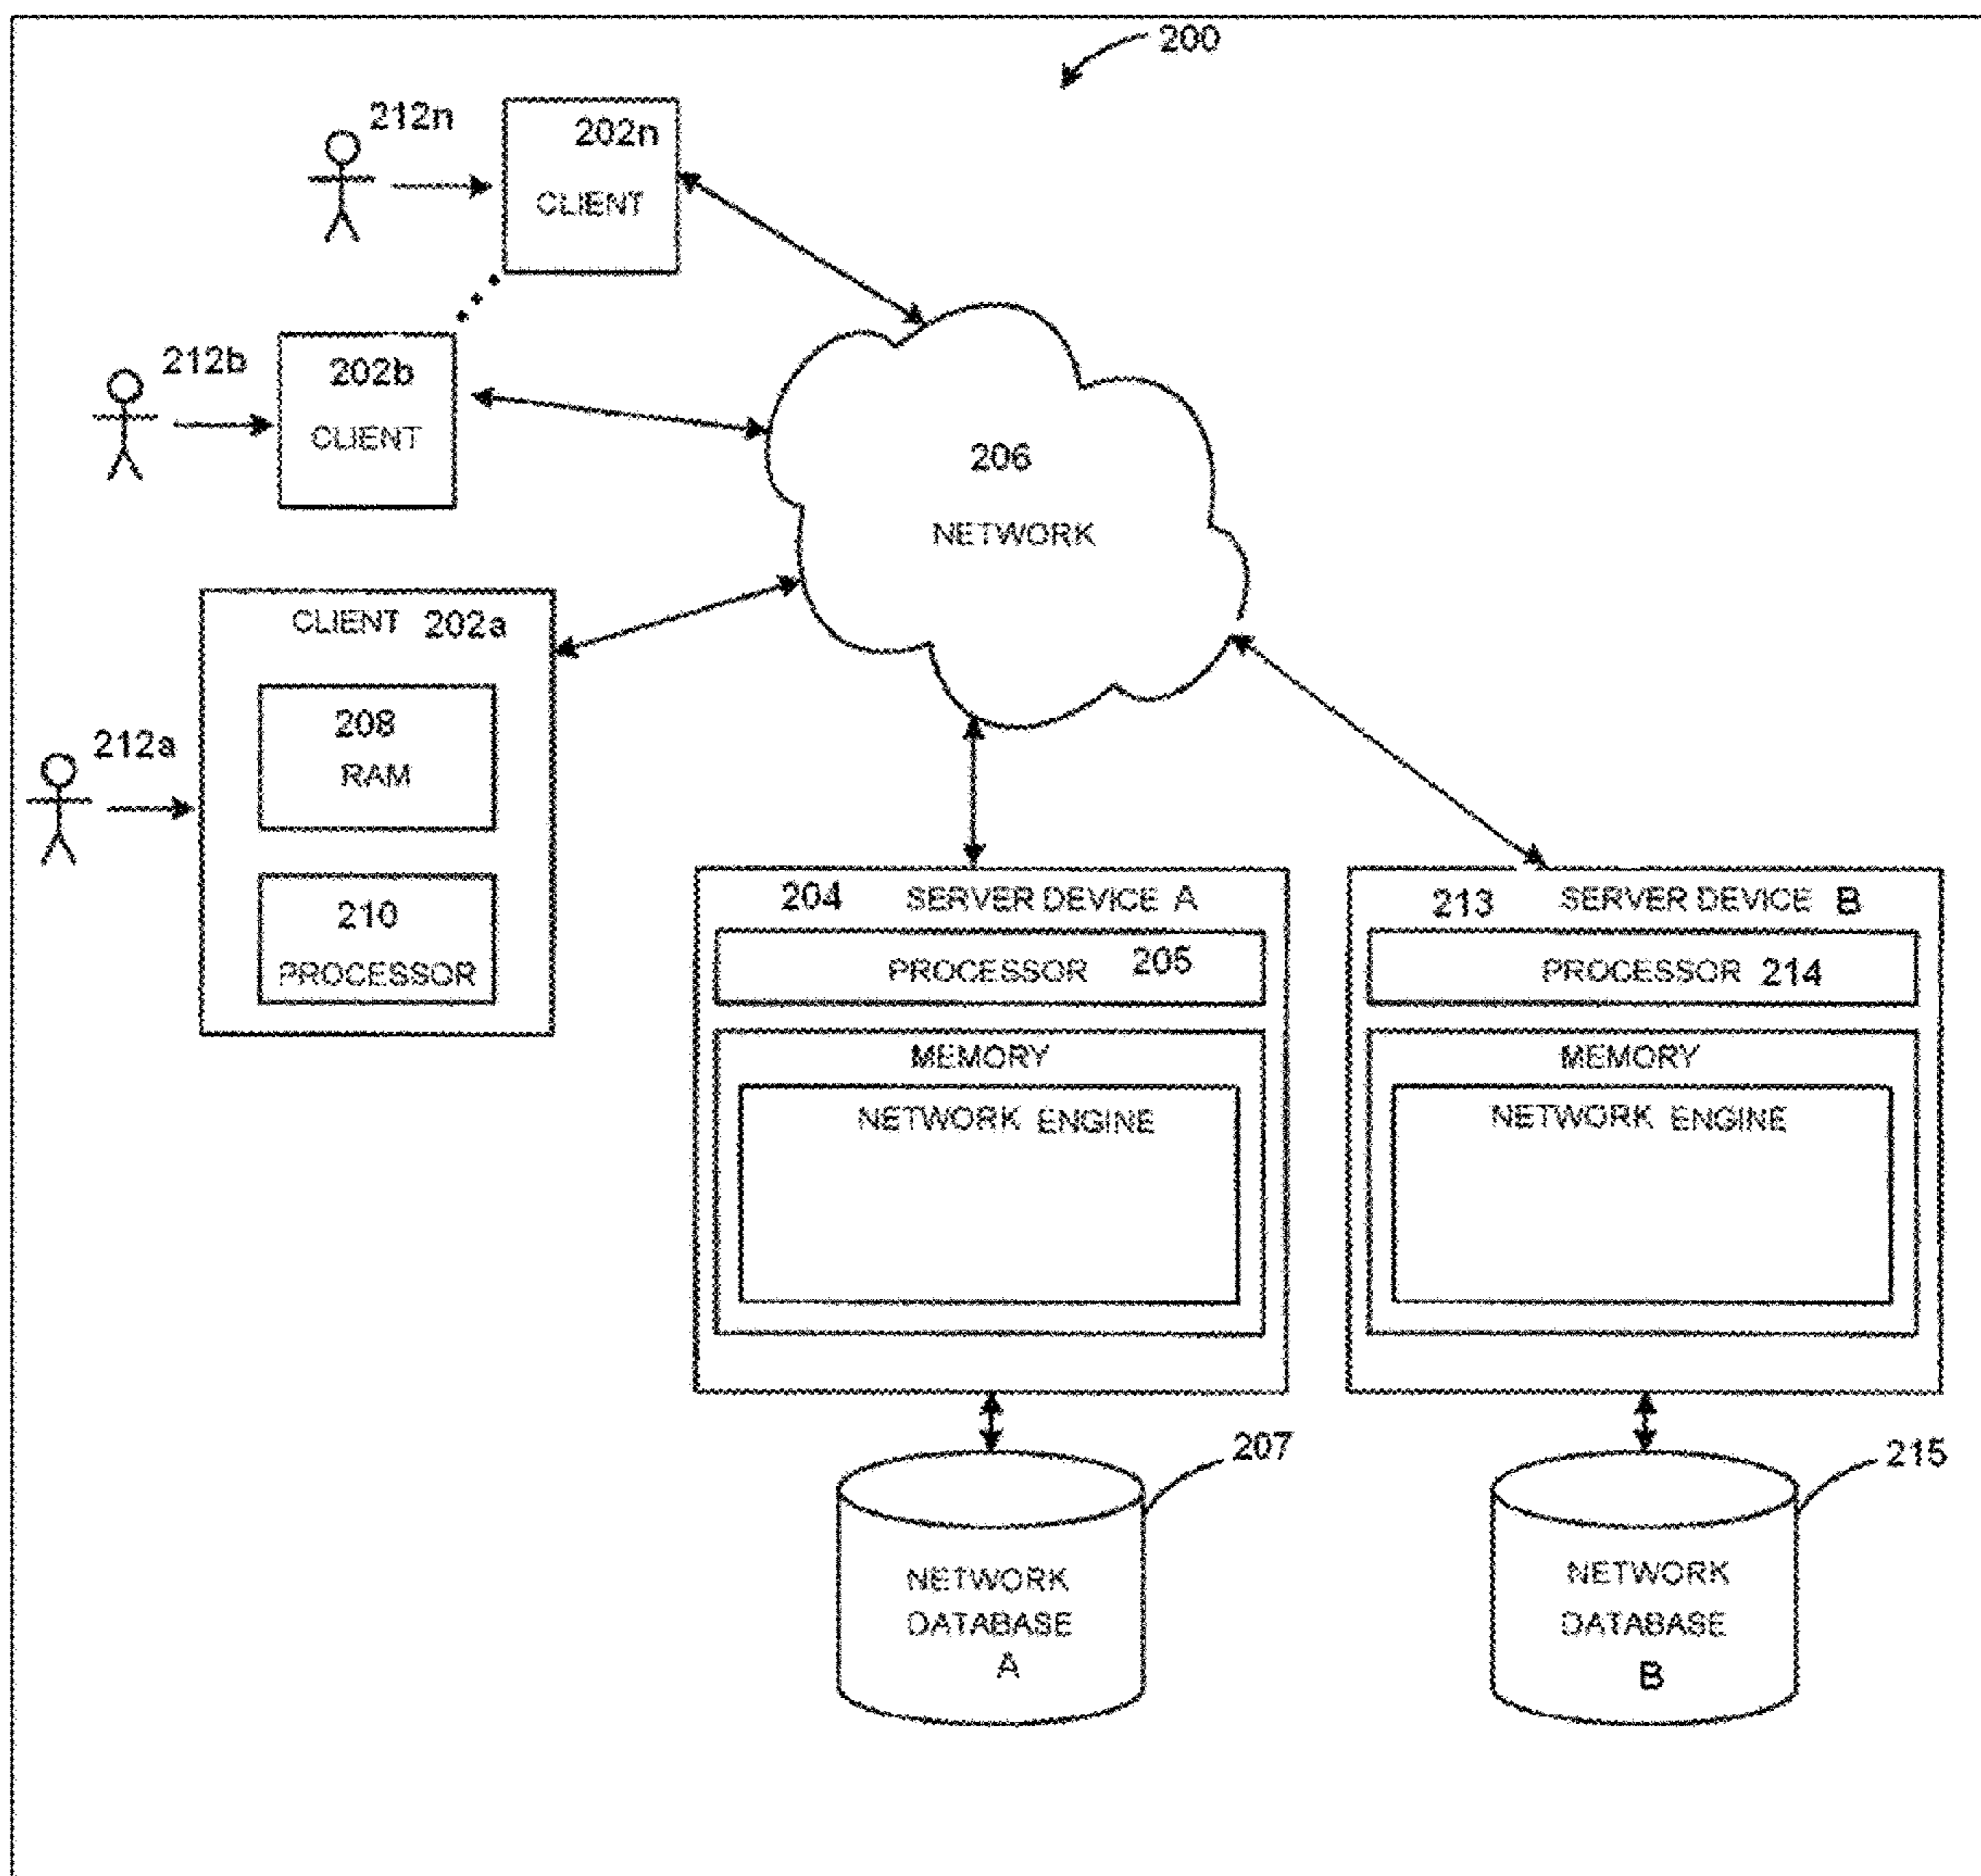 200
212n
202n
CLIENT
212b
202b
CLIENT
206
NETWORK
CLIENT 202a
208
RAM
212a
210
PROCESSOR
204 SERVER DEVICE A
PROCESSOR 205
MEMORY
NETWORK ENGINE
213 SERVER DEVICE B
PROCESSOR 214
MEMORY
NETWORK ENGINE
207
NETWORK
DATABASE
A
215
NETWORK
DATABASE
B